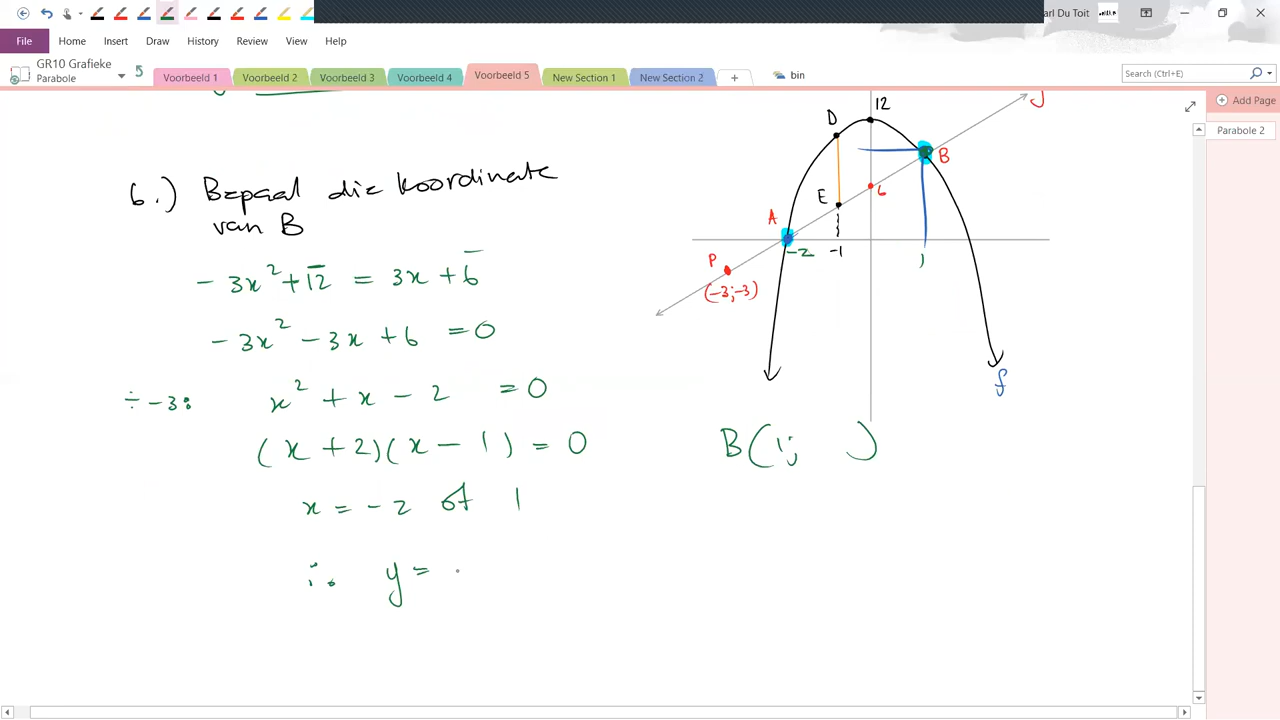 arl Du Toit
File Home Insert Draw History Review View Help
GR10 Grafieke
Parabole
Voorbeeld 1 Voorbeeld 2 Voorbeeld 3 Voorbeeld 4 Voorbeeld 5 New Section 1 New Section 2 + bin
Search (Ctrl+E)
Add Page
Parabole 2
6.) Bepaal die koordinate
van B
-3x² + 12 = 3x + 6
-3x² - 3x + 6 = 0
÷ -3: x² + x - 2 = 0
(x + 2)(x - 1) = 0
x = -2 of 1
∴ y =
12
D
B
6
E
A
-2
-1
1
P
(-3;-3)
f
B(1; )